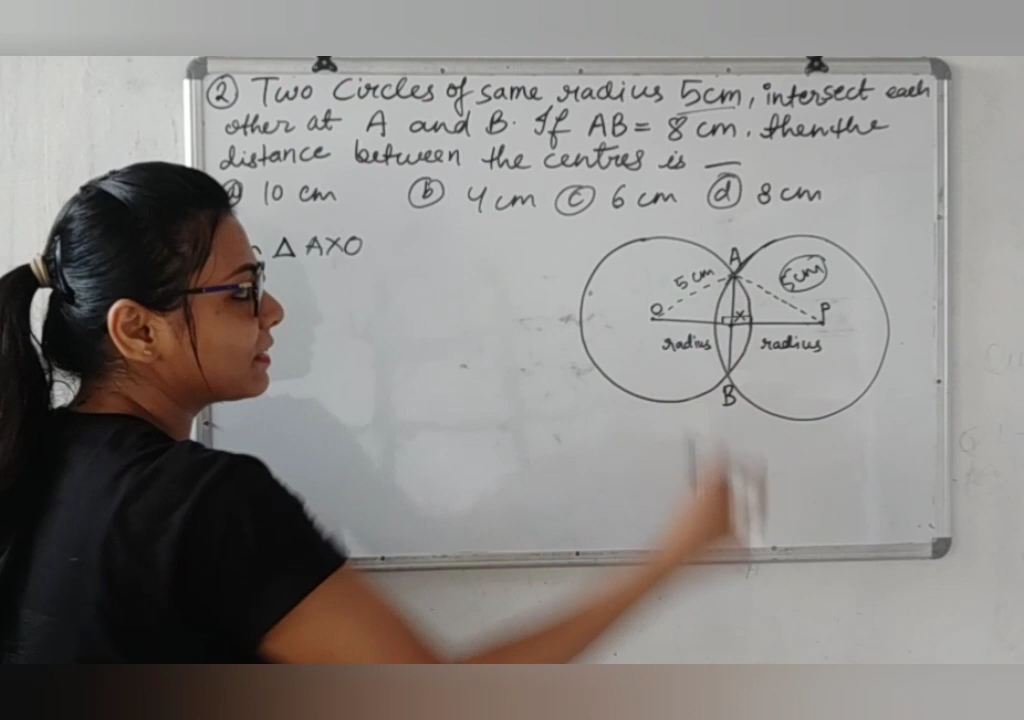 ② Two Circles of same radius 5cm, intersect each
other at A and B. If AB = 8 cm. then the
distance between the centres is __
10 cm ⓑ 4 cm ⓒ 6 cm ⓓ 8 cm
△ AXO
A
5 cm
5cm
O
X
P
radius
radius
B